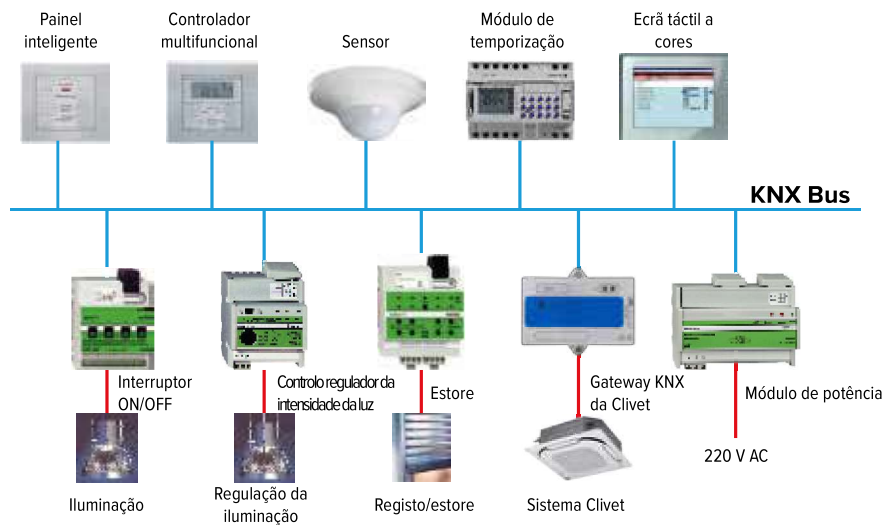 Painel
inteligente
Controlador
multifuncional
Sensor
Módulo de
temporização
Ecrã táctil a
cores
KNX Bus
Interruptor
ON/OFF
Controlo regulador da
intensidade da luz
Estore
Gateway KNX
da Clivet
Módulo de potência
220 V AC
Iluminação
Regulação da
iluminação
Registo/estore
Sistema Clivet